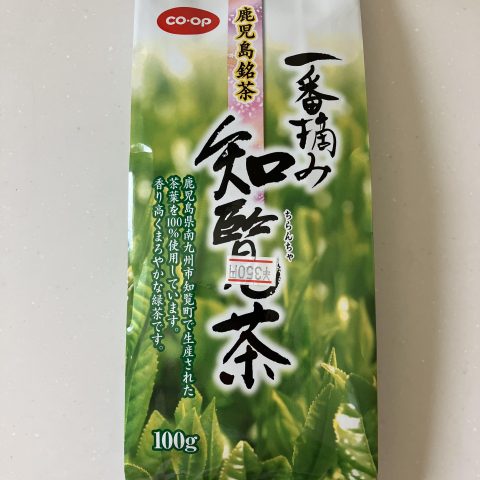 co·op
鹿児島銘茶
一番摘み
知覧茶
ちらんちゃ
鹿児島県南九州市知覧町で生産された
茶葉を100%使用しています。
香り高くまろやかな緑茶です。
100g